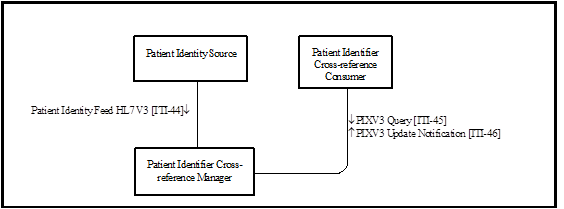 Patient Identity Source
Patient Identifier
Cross-reference
Consumer
Patient Identity Feed HL7 V3 [ITI-44]↓
↓PIXV3 Query [ITI-45]
↑PIXV3 Update Notification [ITI-46]
Patient Identifier Cross-
reference Manager